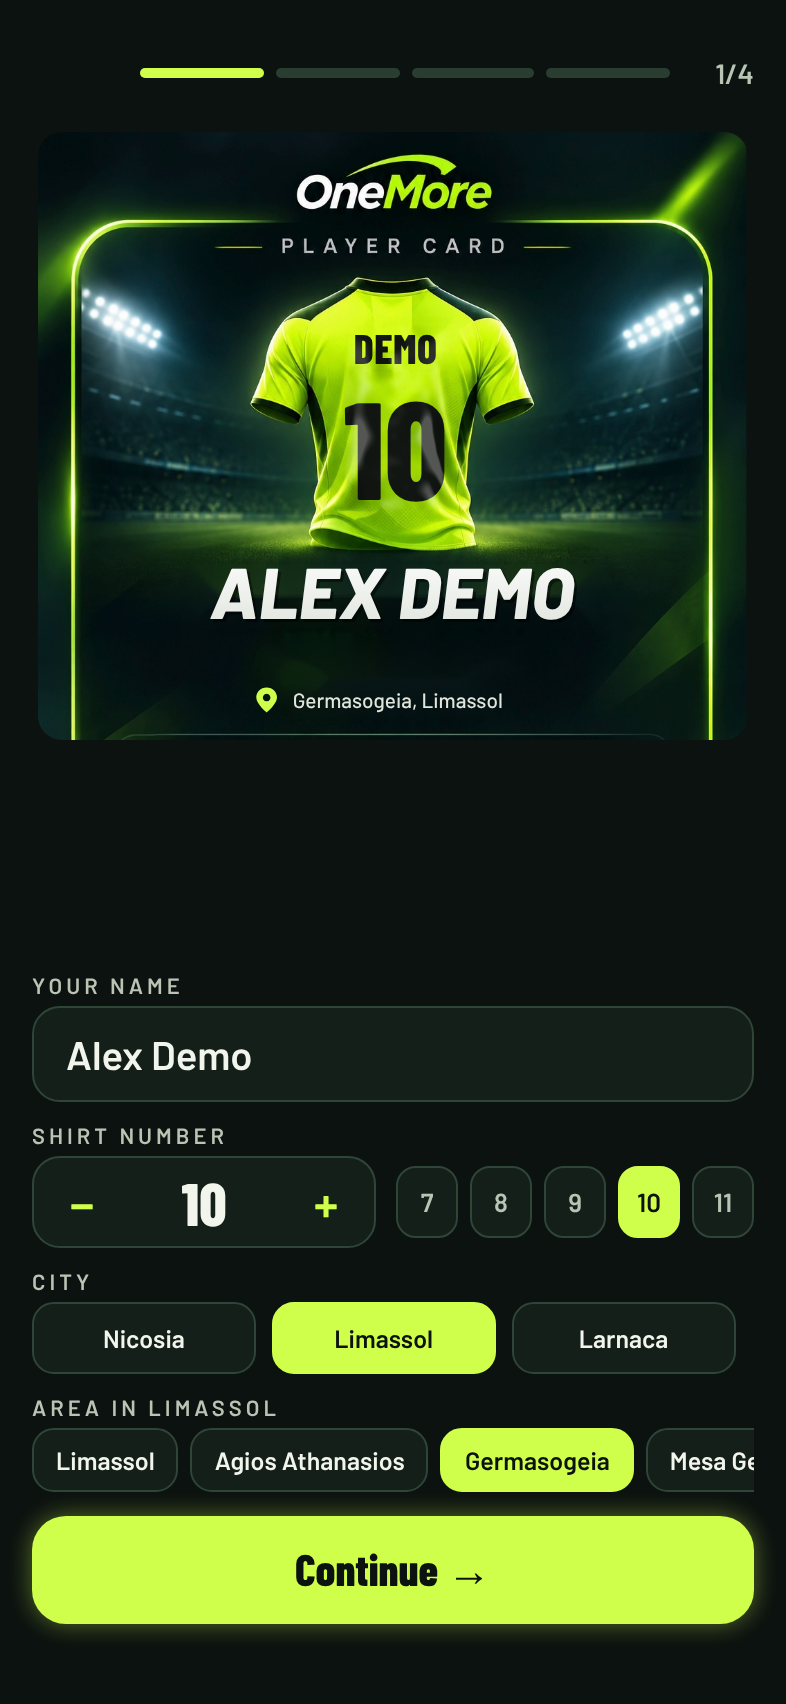 1/4
OneMore
PLAYER CARD
DEMO
10
ALEX DEMO
Germasogeia, Limassol
YOUR NAME
Alex Demo
SHIRT NUMBER
− 10 + 7 8 9 10 11
CITY
Nicosia Limassol Larnaca
AREA IN LIMASSOL
Limassol Agios Athanasios Germasogeia Mesa
Continue →